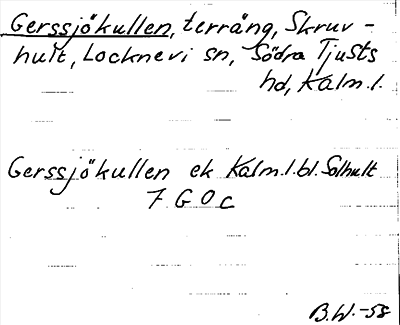 Gerssjökullen, terräng, Skruv-
hult, Locknevi sn, Södra Tjusts
hd, Kalm.l.
Gerssjökullen ek Kalm.l.bl. Solhult
7 G 0 c
B.W.-58